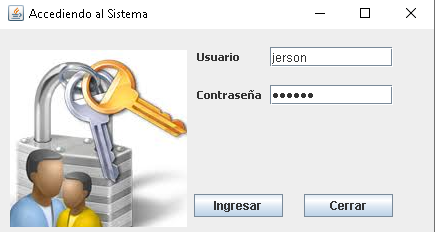 Accediendo al Sistema
Usuario jerson
Contraseña ••••••
Ingresar Cerrar